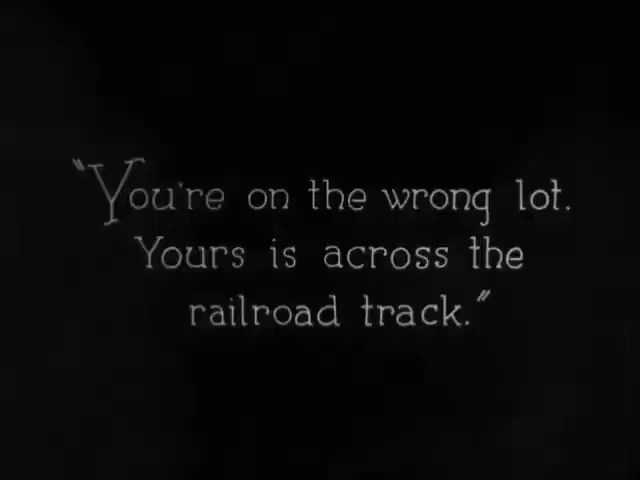 "You're on the wrong lot.
Yours is across the
railroad track."